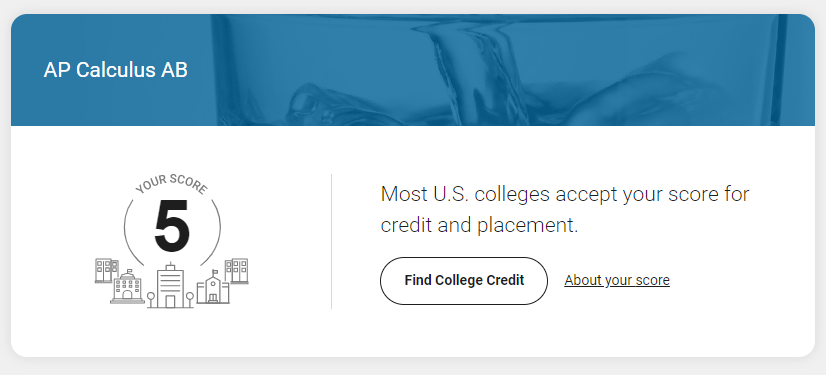 AP Calculus AB
YOUR SCORE
5
Most U.S. colleges accept your score for
credit and placement.
Find College Credit
About your score